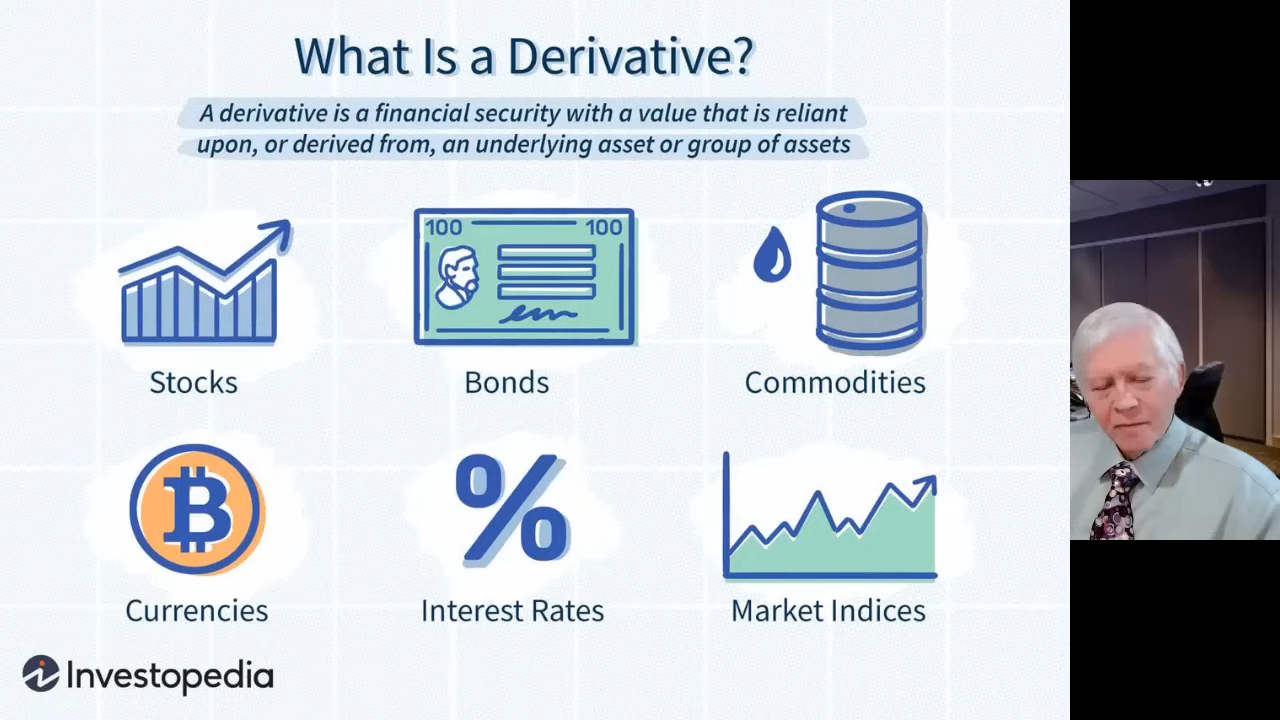 What Is a Derivative?
A derivative is a financial security with a value that is reliant
upon, or derived from, an underlying asset or group of assets
100 100
Stocks
Bonds
Commodities
Currencies
Interest Rates
Market Indices
Investopedia